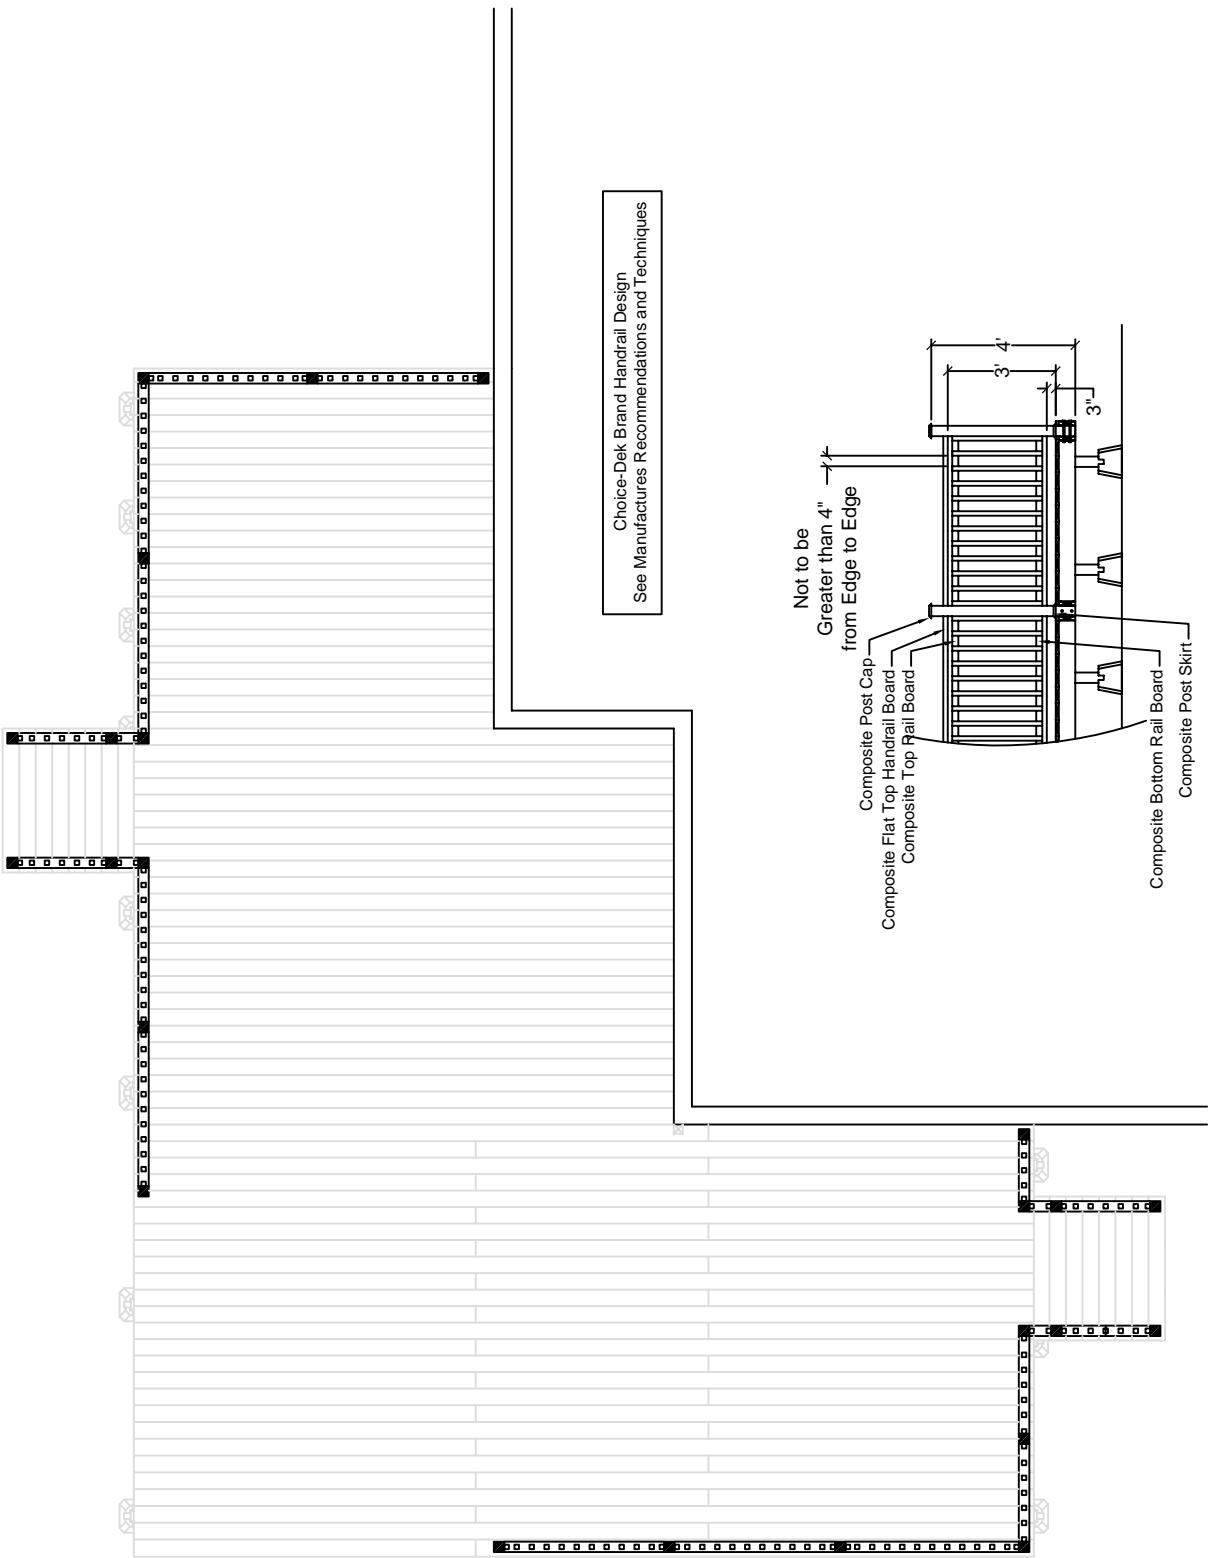 Choice-Dek Brand Handrail Design
See Manufactures Recommendations and Techniques
Not to be
Greater than 4"
from Edge to Edge
3'
4'
3"
Composite Post Cap
Composite Flat Top Handrail Board
Composite Top Rail Board
Composite Bottom Rail Board
Composite Post Skirt